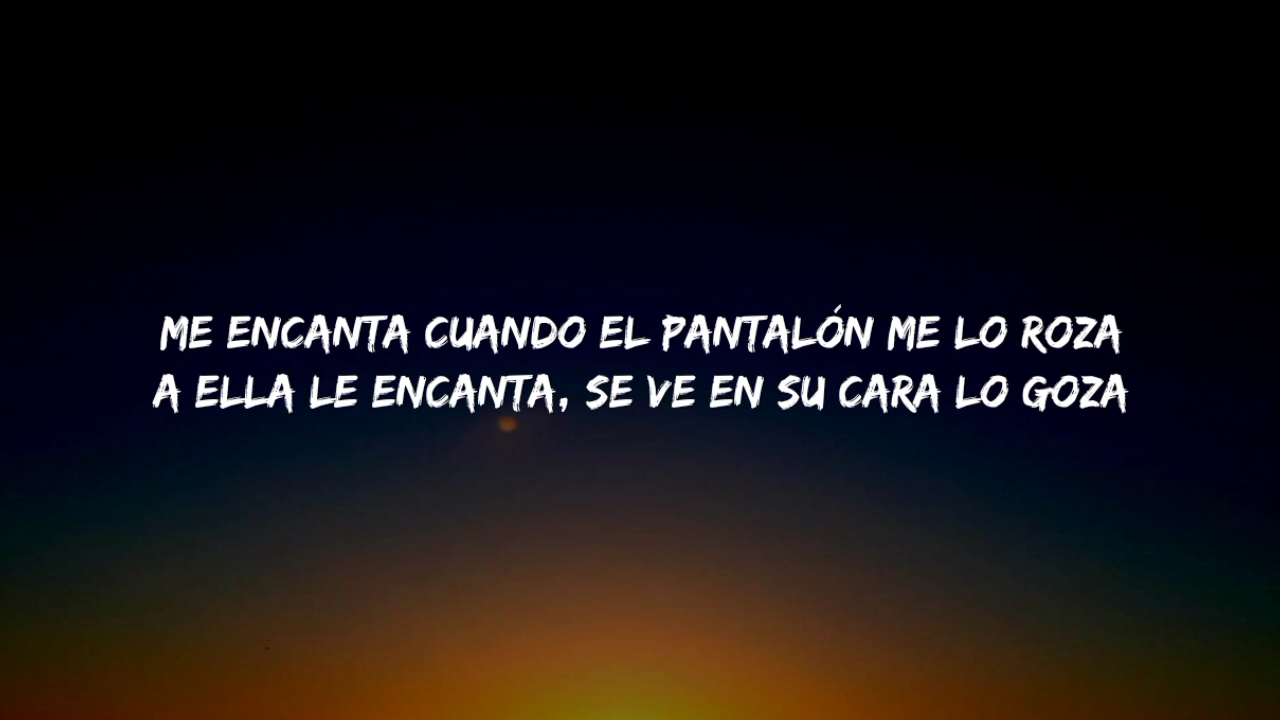 ME ENCANTA CUANDO EL PANTALÓN ME LO ROZA
A ELLA LE ENCANTA, SE VE EN SU CARA LO GOZA